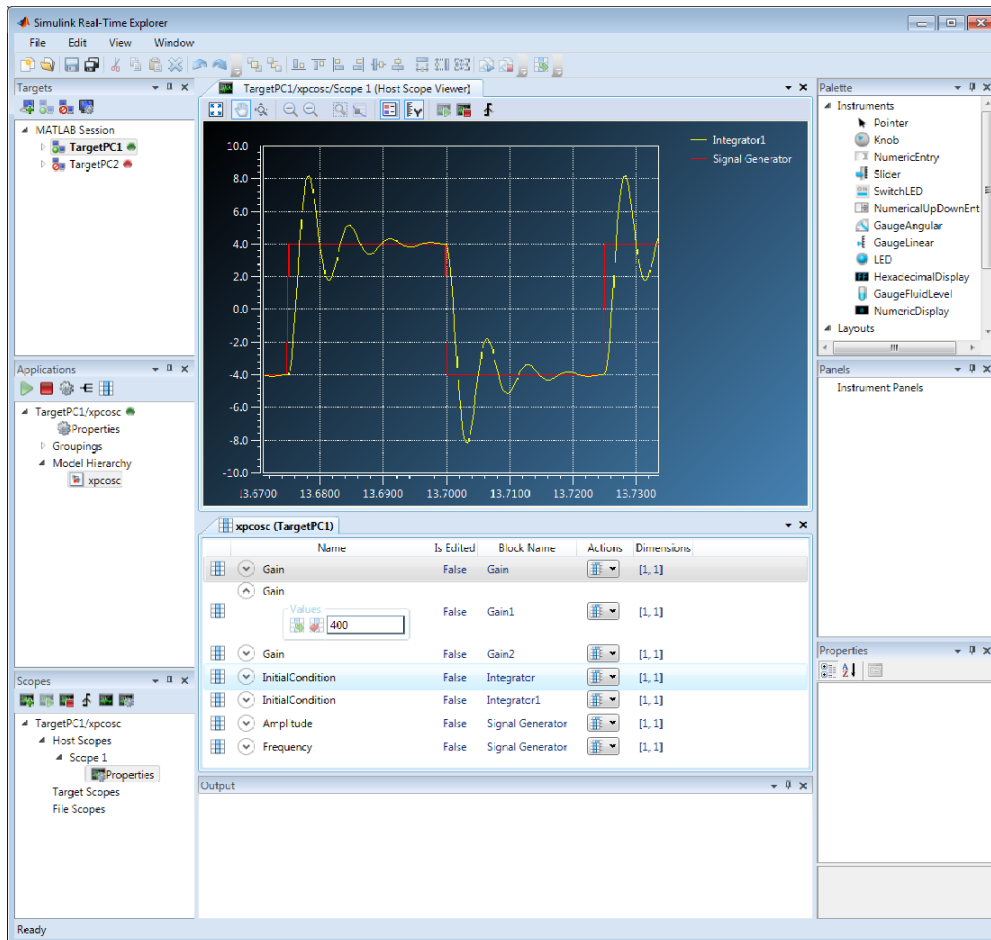 Simulink Real-Time Explorer
File Edit View Window
Targets
MATLAB Session
TargetPC1
TargetPC2
Applications
TargetPC1/xpcosc
Properties
Groupings
Model Hierarchy
xpcosc
Scopes
TargetPC1/xpcosc
Host Scopes
Scope 1
Properties
Target Scopes
File Scopes
TargetPC1/xpcosc/Scope 1 (Host Scope Viewer)
Integrator1
Signal Generator
10.0
8.0
6.0
4.0
2.0
0.0
-2.0
-4.0
-6.0
-8.0
-10.0
13.6700 13.6800 13.6900 13.7000 13.7100 13.7200 13.7300
xpcosc (TargetPC1)
Name Is Edited Block Name Actions Dimensions
Gain False Gain [1, 1]
Gain
Values
400 False Gain1 [1, 1]
Gain False Gain2 [1, 1]
InitialCondition False Integrator [1, 1]
InitialCondition False Integrator1 [1, 1]
Amplitude False Signal Generator [1, 1]
Frequency False Signal Generator [1, 1]
Output
Palette
Instruments
Pointer
Knob
NumericEntry
Slider
SwitchLED
NumericalUpDownEnt
GaugeAngular
GaugeLinear
LED
HexadecimalDisplay
GaugeFluidLevel
NumericDisplay
Layouts
Panels
Instrument Panels
Properties
Ready